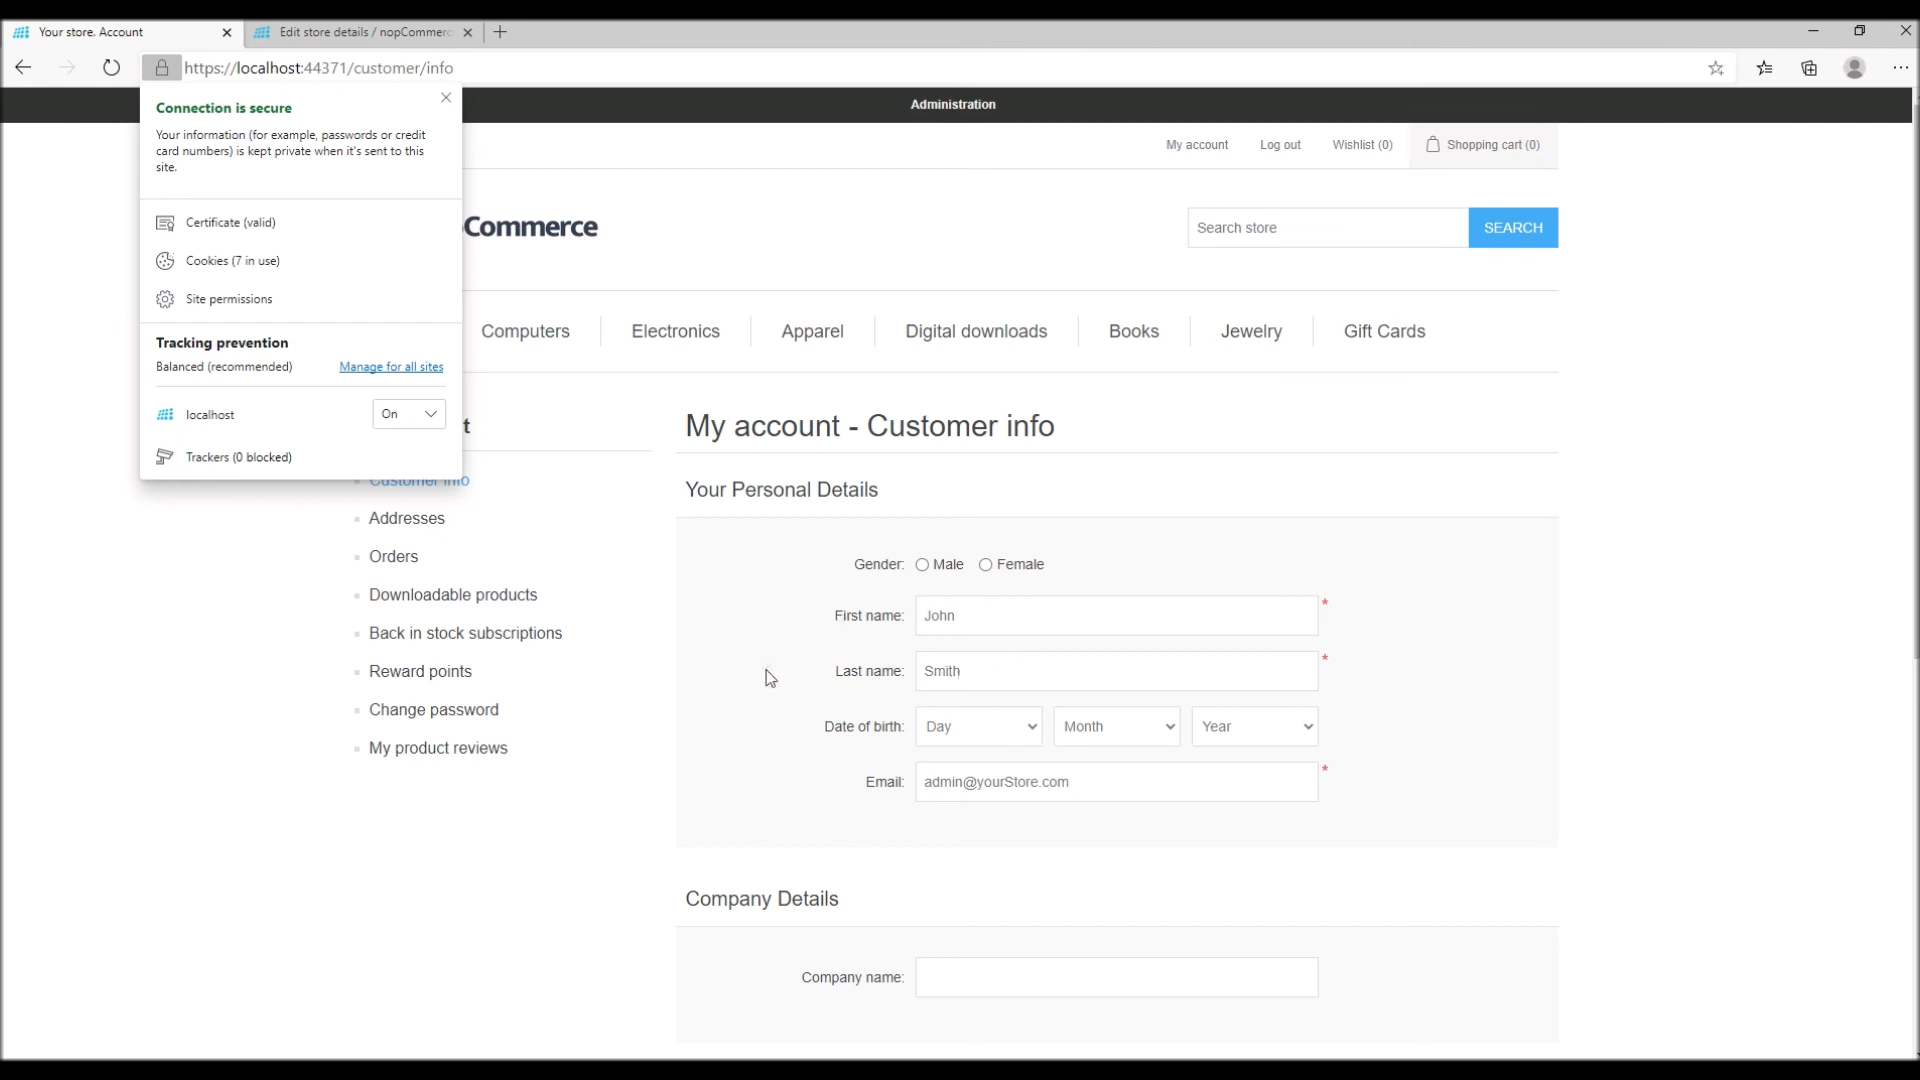 Your store. Account
Edit store details / nopCommerc
https://localhost:44371/customer/info
Connection is secure
Your information (for example, passwords or credit
card numbers) is kept private when it's sent to this
site.
Certificate (valid)
Cookies (7 in use)
Site permissions
Tracking prevention
Balanced (recommended)
Manage for all sites
localhost
On
Trackers (0 blocked)
Administration
My account
Log out
Wishlist (0)
Shopping cart (0)
Commerce
Search store
SEARCH
Computers
Electronics
Apparel
Digital downloads
Books
Jewelry
Gift Cards
t
Customer info
Addresses
Orders
Downloadable products
Back in stock subscriptions
Reward points
Change password
My product reviews
My account - Customer info
Your Personal Details
Gender: Male Female
First name: John *
Last name: Smith *
Date of birth: Day Month Year
Email: admin@yourStore.com *
Company Details
Company name: